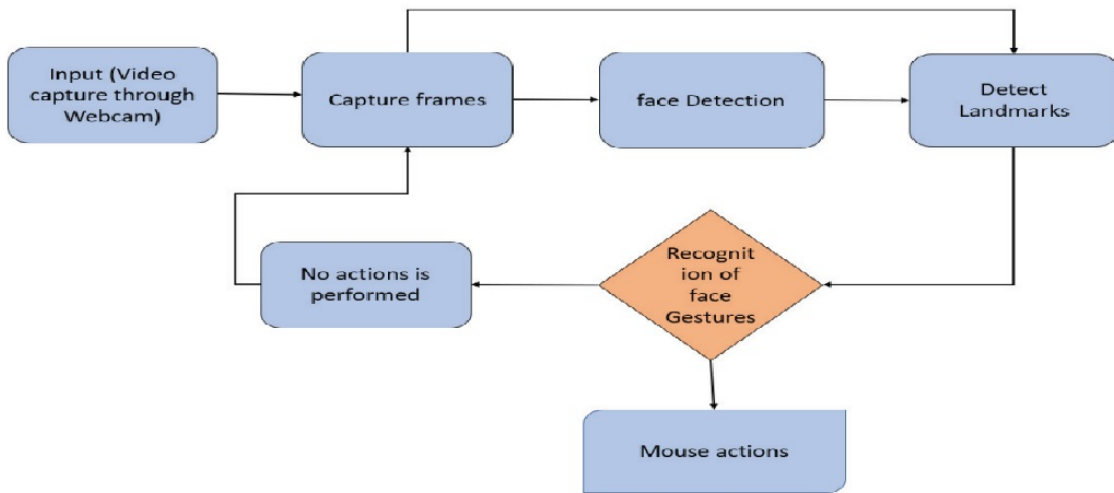 Input (Video
capture through
Webcam)
Capture frames
face Detection
Detect
Landmarks
No actions is
performed
Recognit
ion of
face
Gestures
Mouse actions